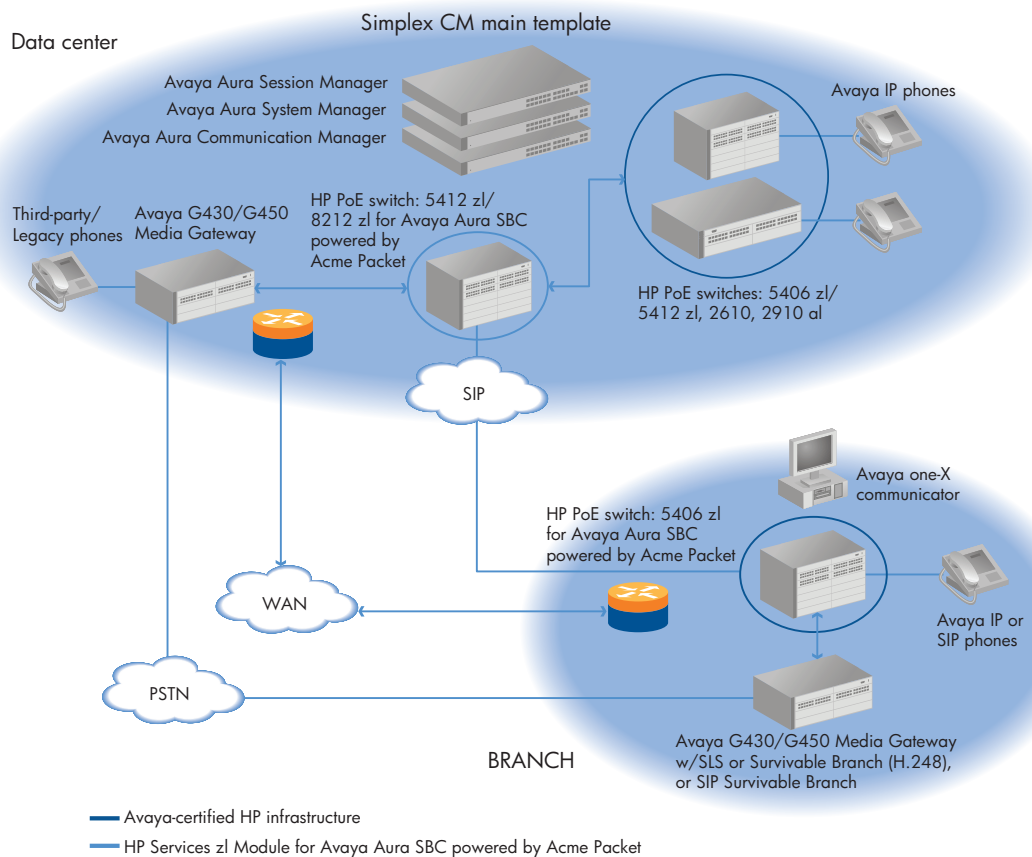 Simplex CM main template
Data center
Avaya Aura Session Manager
Avaya Aura System Manager
Avaya Aura Communication Manager
Avaya IP phones
Third-party/
Legacy phones
Avaya G430/G450
Media Gateway
HP PoE switch: 5412 zl/
8212 zl for Avaya Aura SBC
powered by
Acme Packet
HP PoE switches: 5406 zl/
5412 zl, 2610, 2910 al
SIP
Avaya one-X
communicator
HP PoE switch: 5406 zl
for Avaya Aura SBC
powered by Acme Packet
WAN
Avaya IP or
SIP phones
PSTN
Avaya G430/G450 Media Gateway
w/SLS or Survivable Branch (H.248),
or SIP Survivable Branch
BRANCH
Avaya-certified HP infrastructure
HP Services zl Module for Avaya Aura SBC powered by Acme Packet